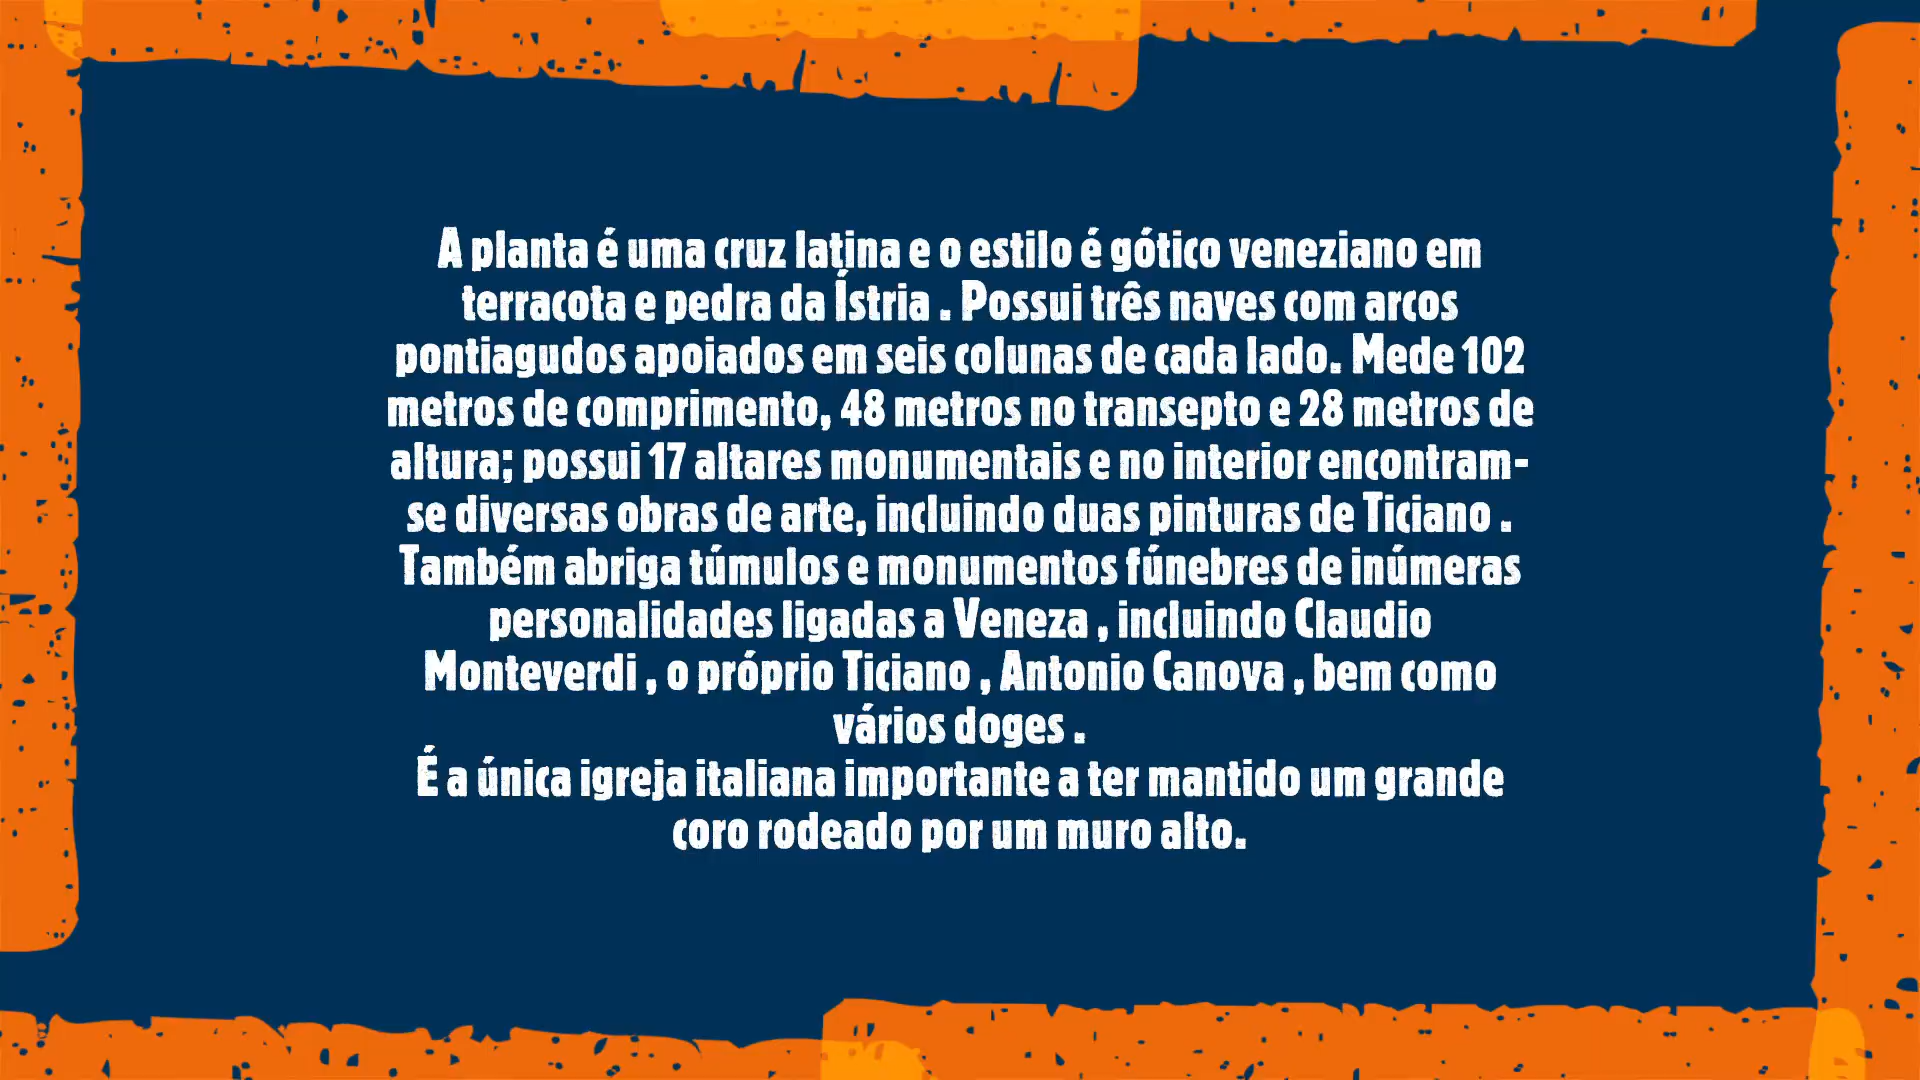 A planta é uma cruz latina e o estilo é gótico veneziano em
terracota e pedra da Ístria . Possui três naves com arcos
pontiagudos apoiados em seis colunas de cada lado. Mede 102
metros de comprimento, 48 metros no transepto e 28 metros de
altura; possui 17 altares monumentais e no interior encontram-
se diversas obras de arte, incluindo duas pinturas de Ticiano .
Também abriga túmulos e monumentos fúnebres de inúmeras
personalidades ligadas a Veneza , incluindo Claudio
Monteverdi , o próprio Ticiano , Antonio Canova , bem como
vários doges .
É a única igreja italiana importante a ter mantido um grande
coro rodeado por um muro alto.